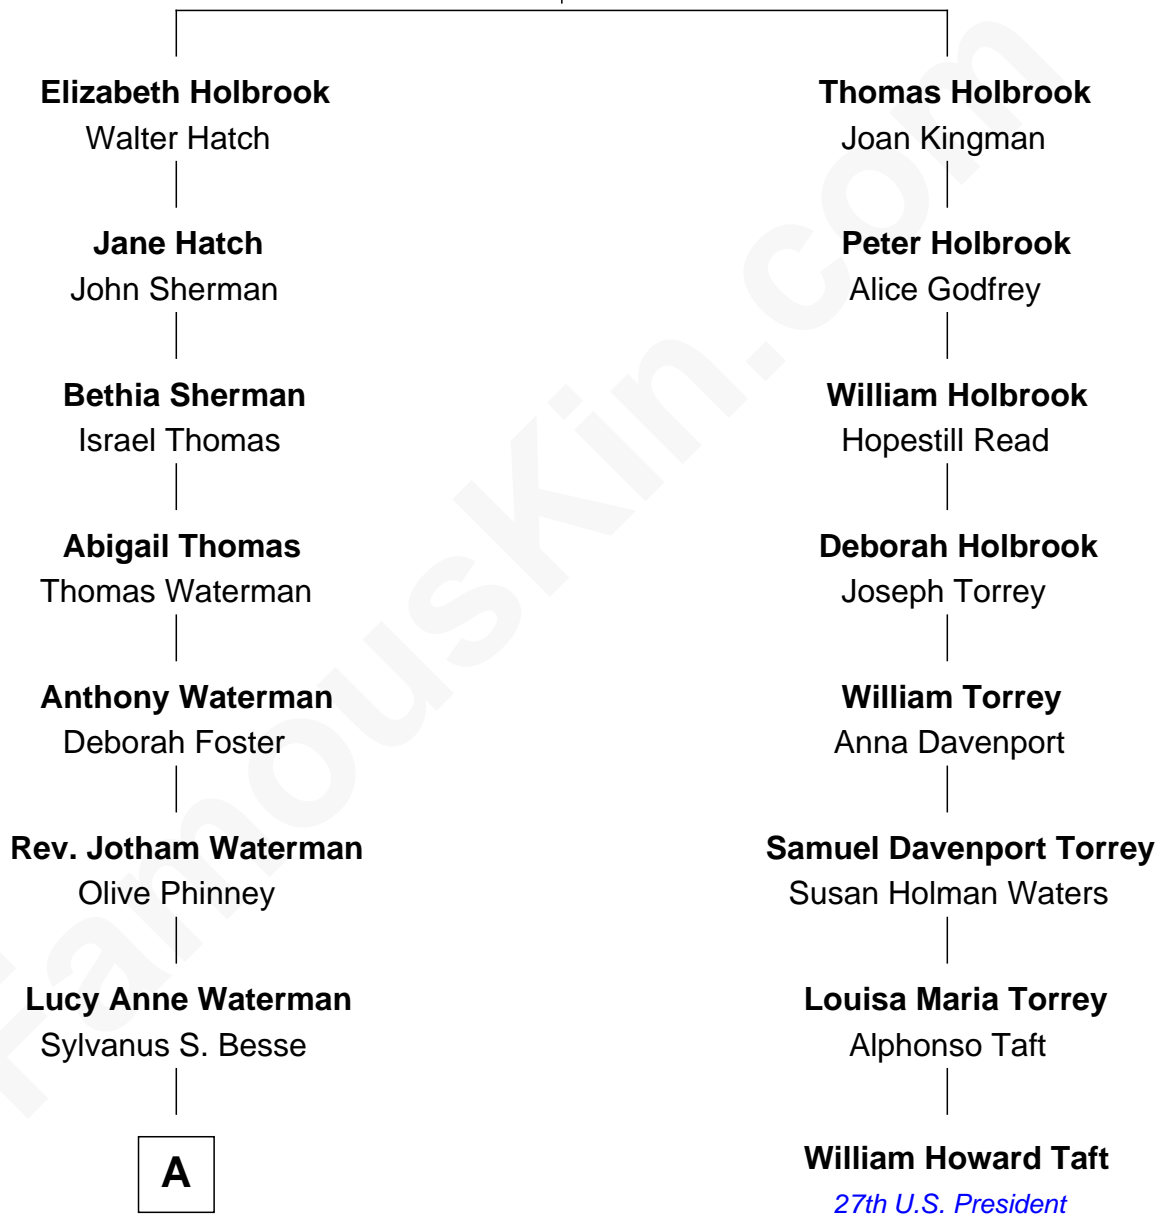 Elizabeth Holbrook
Walter Hatch
Jane Hatch
John Sherman
Bethia Sherman
Israel Thomas
Abigail Thomas
Thomas Waterman
Anthony Waterman
Deborah Foster
Rev. Jotham Waterman
Olive Phinney
Lucy Anne Waterman
Sylvanus S. Besse
A
Thomas Holbrook
Joan Kingman
Peter Holbrook
Alice Godfrey
William Holbrook
Hopestill Read
Deborah Holbrook
Joseph Torrey
William Torrey
Anna Davenport
Samuel Davenport Torrey
Susan Holman Waters
Louisa Maria Torrey
Alphonso Taft
William Howard Taft
27th U.S. President
FamousKin.com